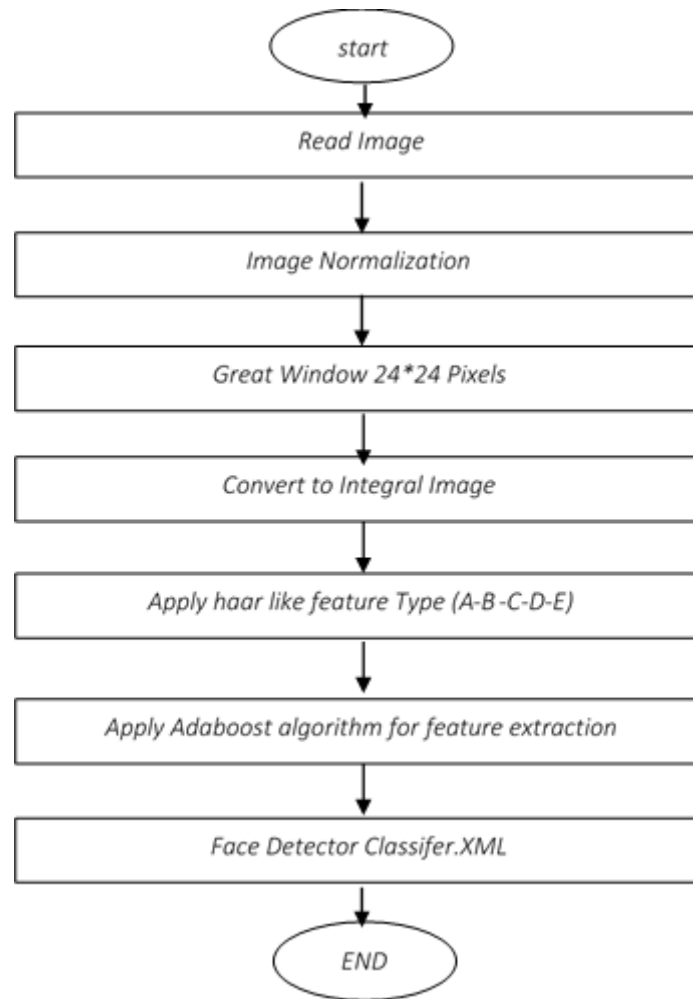 start
Read Image
Image Normalization
Great Window 24*24 Pixels
Convert to Integral Image
Apply haar like feature Type (A-B-C-D-E)
Apply Adaboost algorithm for feature extraction
Face Detector Classifer.XML
END